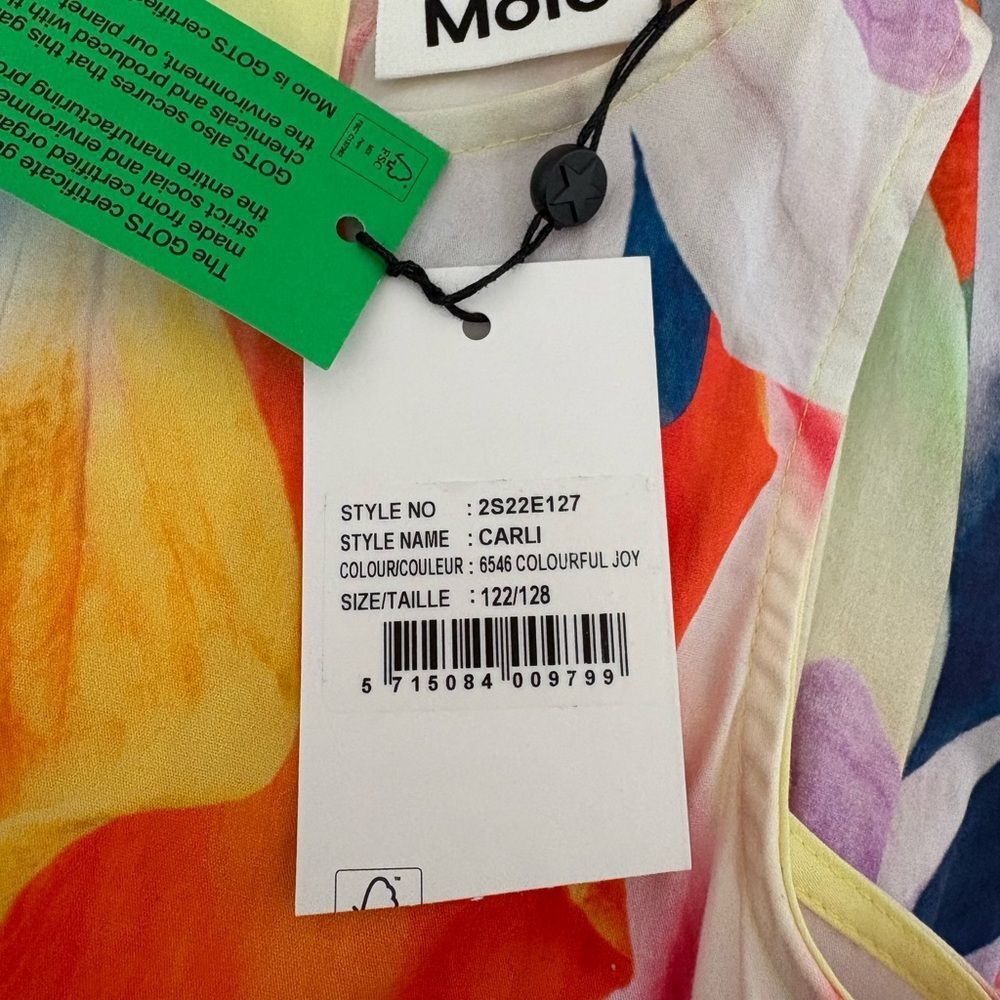 Molo
The GOTS certificate
made from certified
strict social and environme
the entire manufacturing
GOTS also secures that this
chemicals and produced with
the environment, our planet
Molo is GOTS certifie
FSC
STYLE NO : 2S22E127
STYLE NAME : CARLI
COLOUR/COULEUR : 6546 COLOURFUL JOY
SIZE/TAILLE : 122/128
5 715084 009799